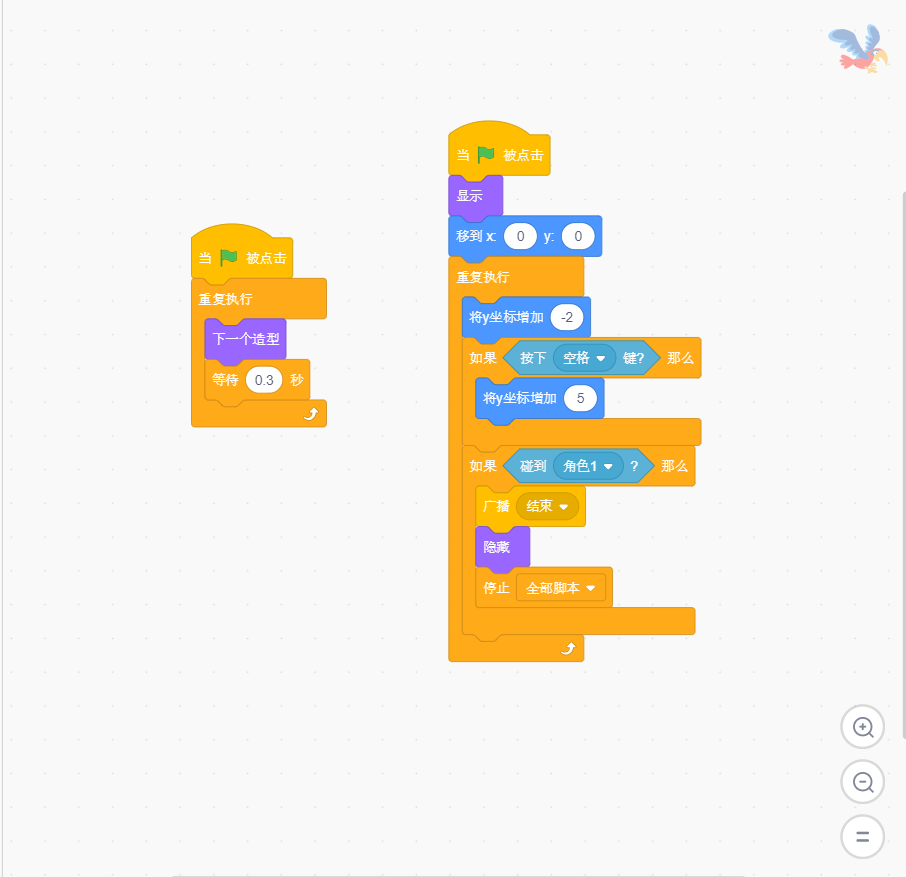 当 被点击
重复执行
下一个造型
等待 0.3 秒
当 被点击
显示
移到 x: 0 y: 0
重复执行
将y坐标增加 -2
如果 按下 空格 键? 那么
将y坐标增加 5
如果 碰到 角色1 ? 那么
广播 结束
隐藏
停止 全部脚本